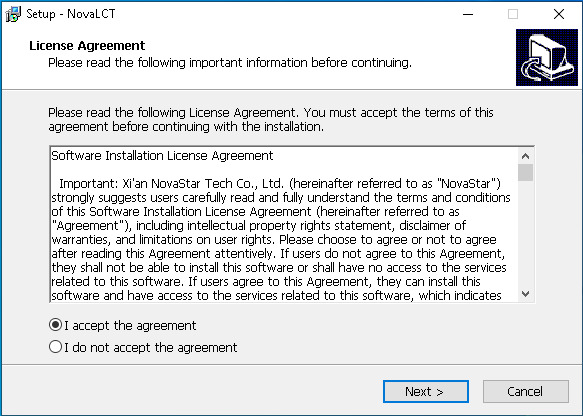 Setup - NovaLCT
License Agreement
Please read the following important information before continuing.
Please read the following License Agreement. You must accept the terms of this
agreement before continuing with the installation.
Software Installation License Agreement
Important: Xi'an NovaStar Tech Co., Ltd. (hereinafter referred to as "NovaStar")
strongly suggests users carefully read and fully understand the terms and conditions
of this Software Installation License Agreement (hereinafter referred to as
"Agreement"), including intellectual property rights statement, disclaimer of
warranties, and limitations on user rights. Please choose to agree or not to agree
after reading this Agreement attentively. If users do not agree to this Agreement,
they shall not be able to install this software or shall have no access to the services
related to this software. If users agree to this Agreement, they can install this
software and have access to the services related to this software, which indicates
I accept the agreement
I do not accept the agreement
Next >
Cancel